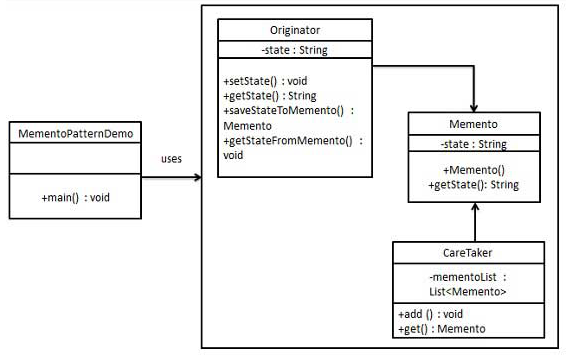 Originator
-state : String
+setState() : void
+getState() : String
+saveStateToMemento() :
Memento
+getStateFromMemento() :
void
MementoPatternDemo
+main() : void
uses
Memento
-state : String
+Memento()
+getState(): String
CareTaker
-mementoList :
List<Memento>
+add () : void
+get() : Memento